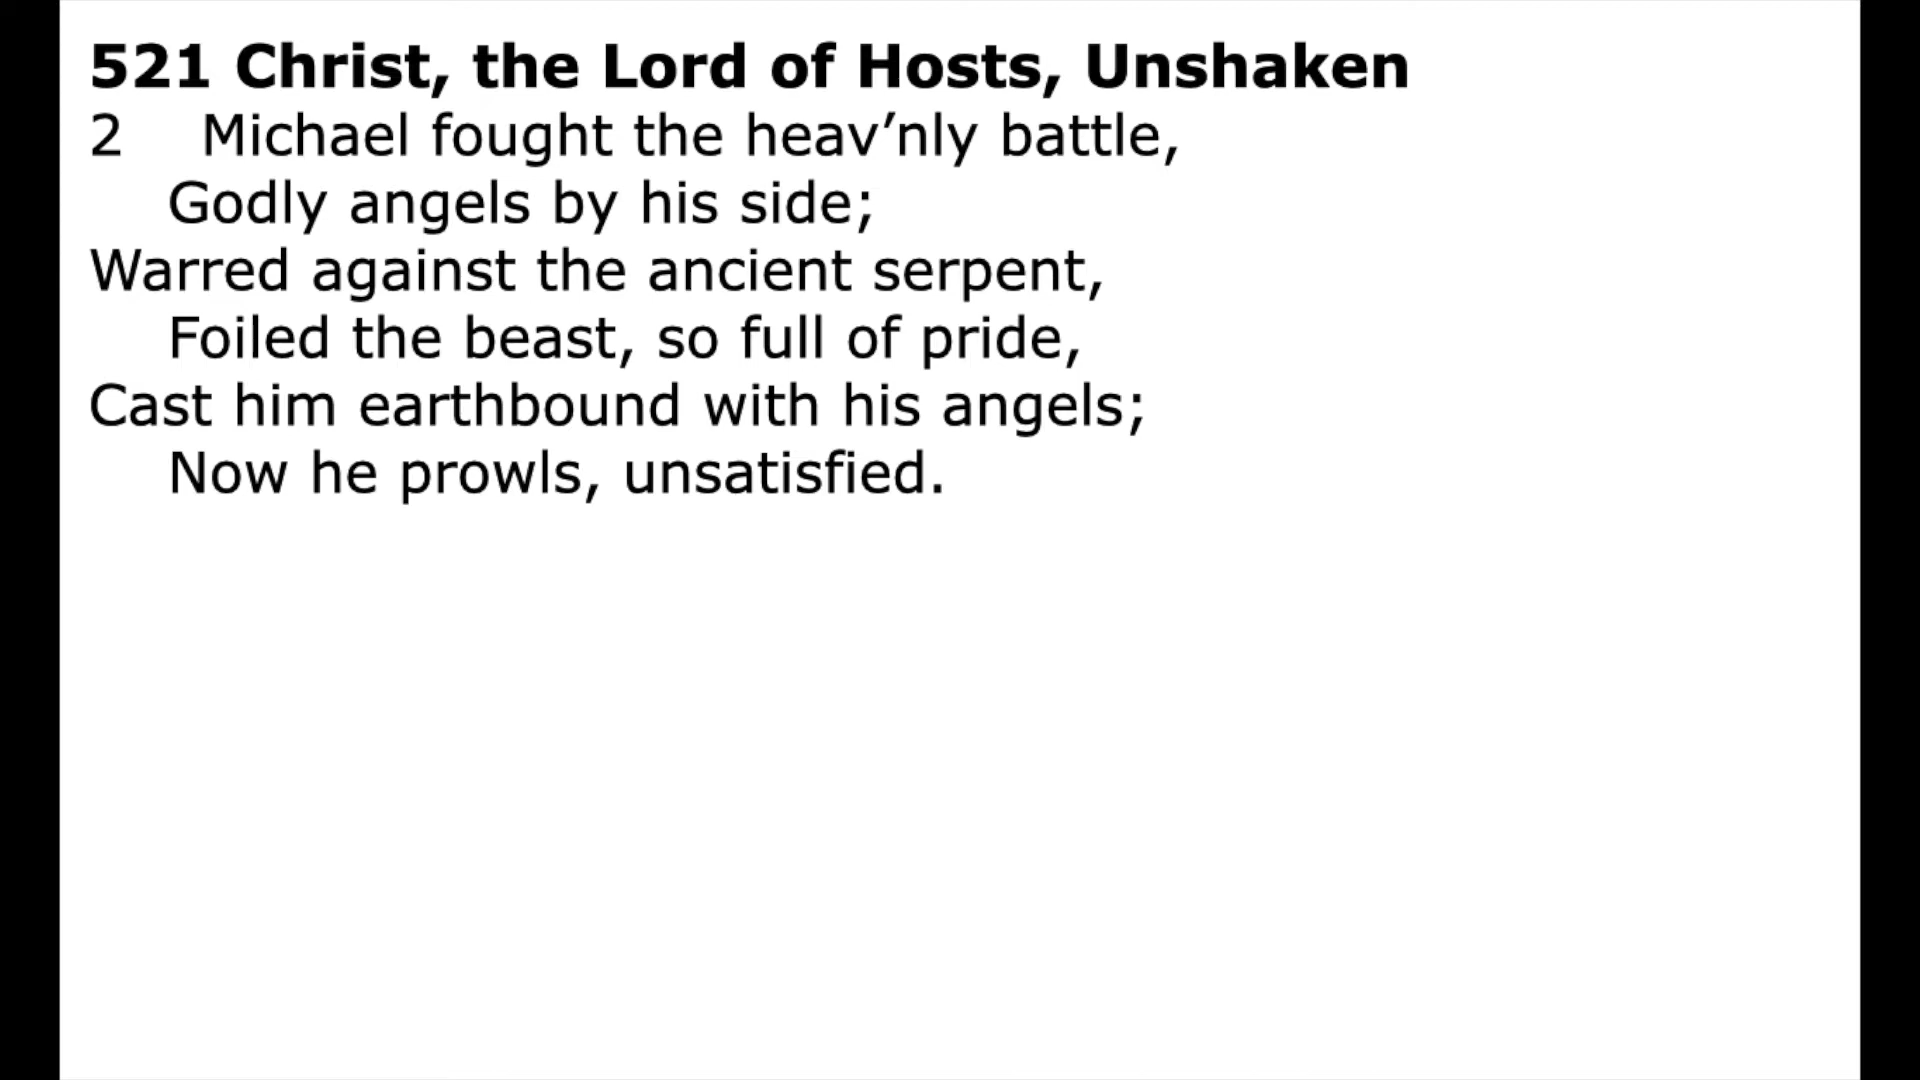 521 Christ, the Lord of Hosts, Unshaken
2 Michael fought the heav’nly battle,
Godly angels by his side;
Warred against the ancient serpent,
Foiled the beast, so full of pride,
Cast him earthbound with his angels;
Now he prowls, unsatisfied.